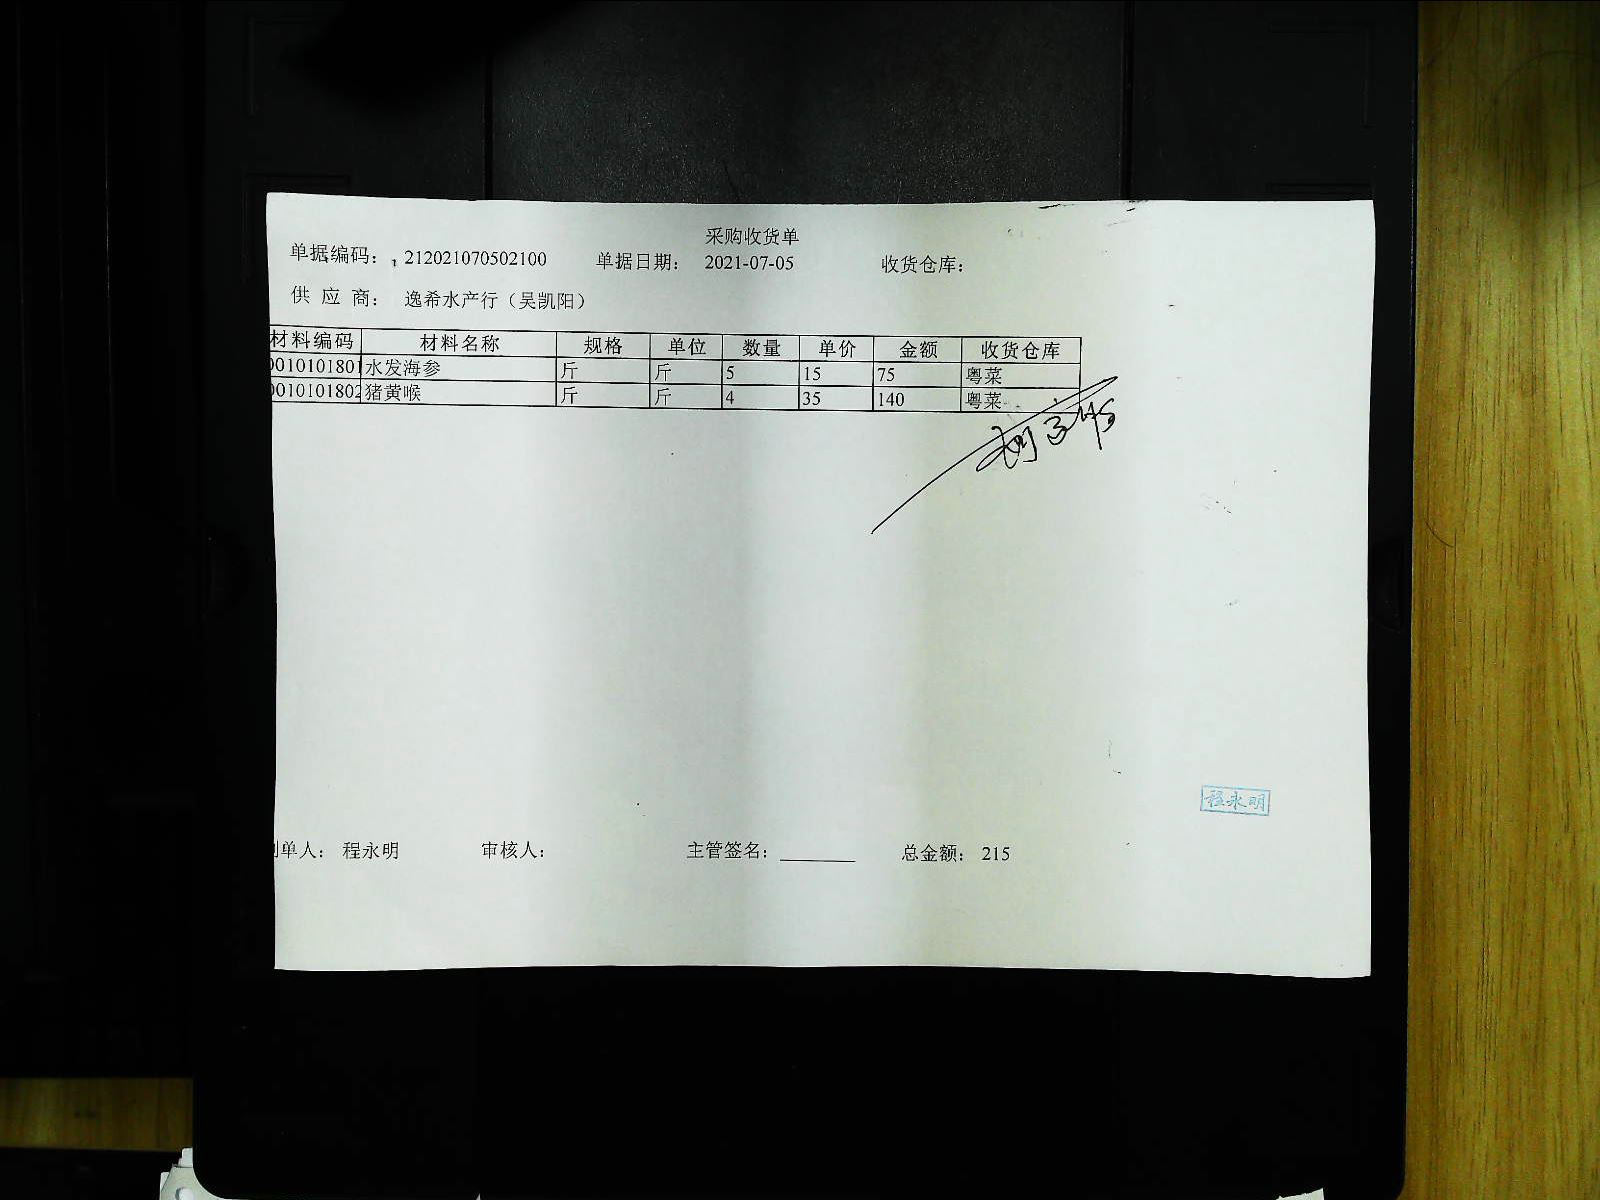 采购收货单
单据编码： 212021070502100 单据日期： 2021-07-05 收货仓库：
供 应 商： 逸希水产行（吴凯阳）
材料编码 材料名称 规格 单位 数量 单价 金额 收货仓库
0010101801 水发海参 斤 斤 5 15 75 粤菜
0010101802 猪黄喉 斤 斤 4 35 140 粤菜
程永明
制单人： 程永明 审核人： 主管签名：________ 总金额： 215